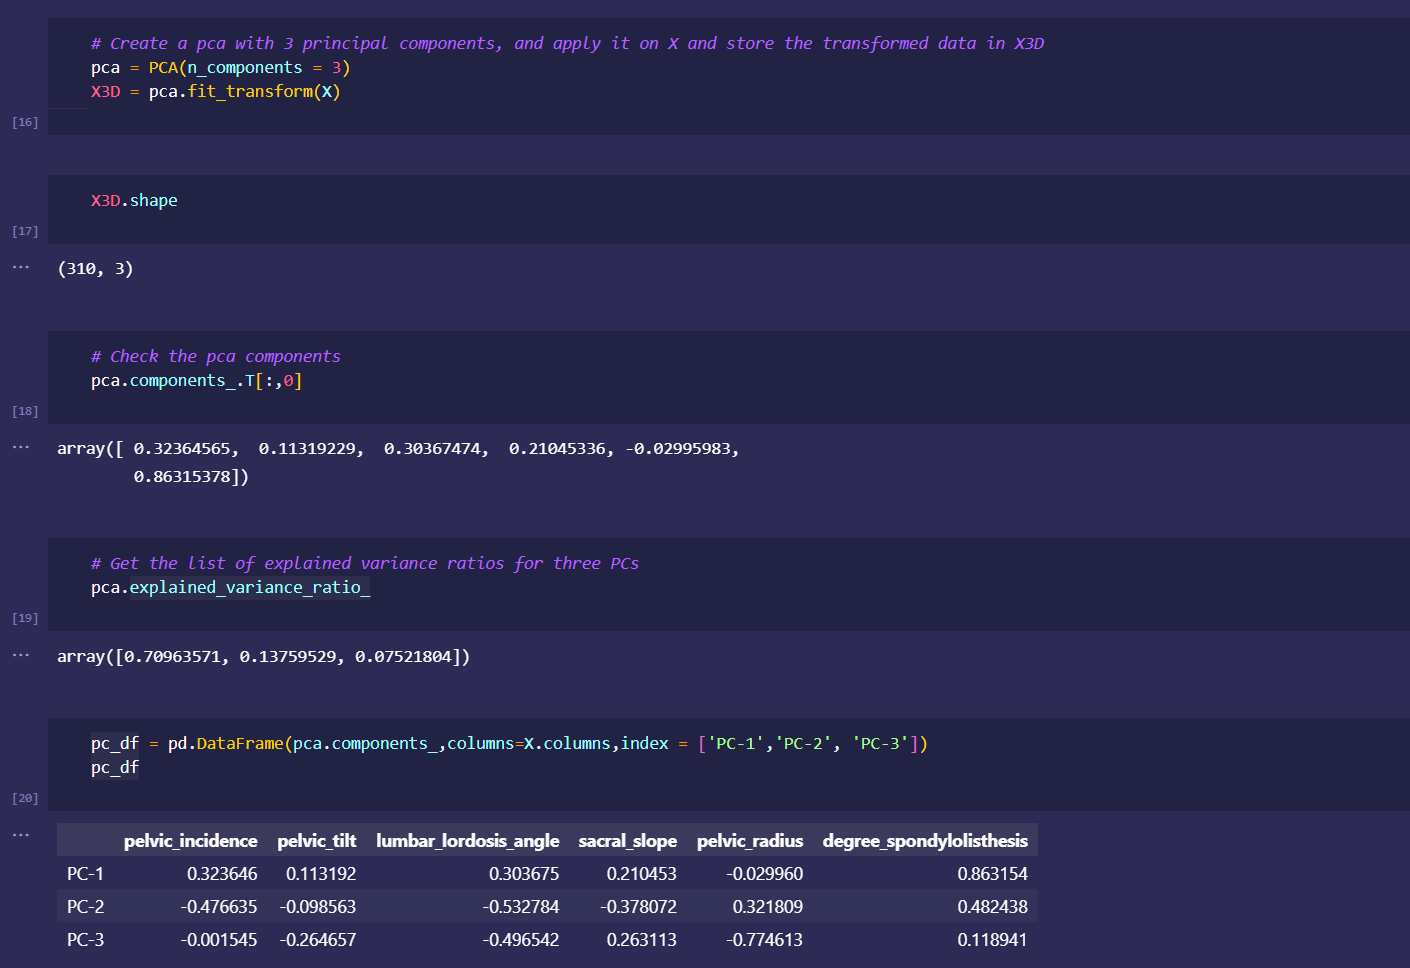 # Create a pca with 3 principal components, and apply it on X and store the transformed data in X3D
pca = PCA(n_components = 3)
X3D = pca.fit_transform(X)
[16]
X3D.shape
[17]
... (310, 3)
# Check the pca components
pca.components_.T[:,0]
[18]
... array([ 0.32364565,  0.11319229,  0.30367474,  0.21045336, -0.02995983,
0.86315378])
# Get the list of explained variance ratios for three PCs
pca.explained_variance_ratio_
[19]
... array([0.70963571, 0.13759529, 0.07521804])
pc_df = pd.DataFrame(pca.components_,columns=X.columns,index = ['PC-1','PC-2', 'PC-3'])
pc_df
[20]
...
pelvic_incidence pelvic_tilt lumbar_lordosis_angle sacral_slope pelvic_radius degree_spondylolisthesis
PC-1 0.323646 0.113192 0.303675 0.210453 -0.029960 0.863154
PC-2 -0.476635 -0.098563 -0.532784 -0.378072 0.321809 0.482438
PC-3 -0.001545 -0.264657 -0.496542 0.263113 -0.774613 0.118941